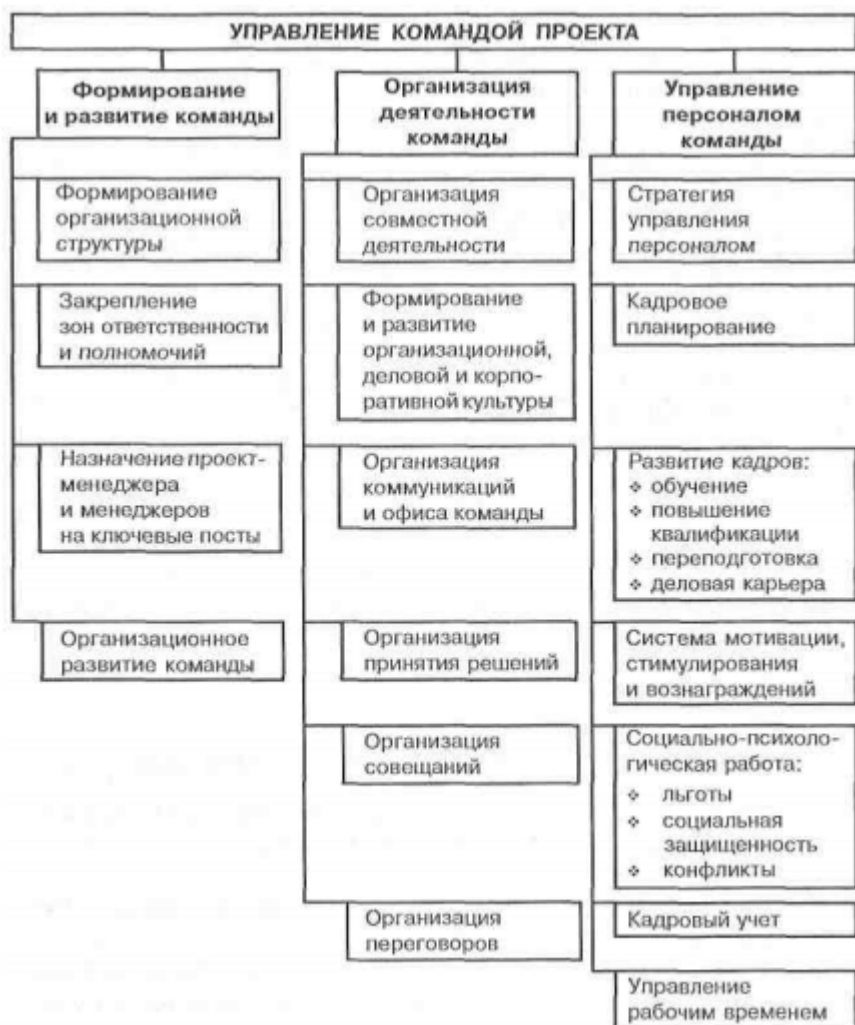 УПРАВЛЕНИЕ КОМАНДОЙ ПРОЕКТА
Формирование
и развитие команды
Формирование
организационной
структуры
Закрепление
зон ответственности
и полномочий
Назначение проект-
менеджера
и менеджеров
на ключевые посты
Организационное
развитие команды
Организация
деятельности
команды
Организация
совместной
деятельности
Формирование
и развитие
организационной,
деловой и корпо-
ративной культуры
Организация
коммуникаций
и офиса команды
Организация
принятия решений
Организация
совещаний
Организация
переговоров
Управление
персоналом
команды
Стратегия
управления
персоналом
Кадровое
планирование
Развитие кадров:
❖ обучение
❖ повышение
квалификации
❖ переподготовка
❖ деловая карьера
Система мотивации,
стимулирования
и вознаграждений
Социально-психоло-
гическая работа:
❖ льготы
❖ социальная
защищенность
❖ конфликты
Кадровый учет
Управление
рабочим временем